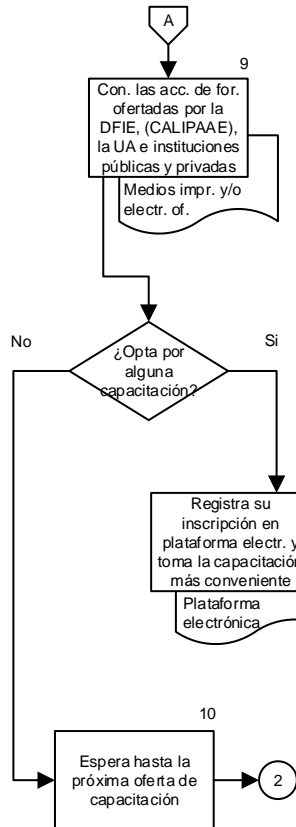 A
9
Con. las acc. de for.
ofertadas por la
DFIE, (CALIPAAE),
la UA e instituciones
públicas y privadas
Medios impr. y/o
electr. of.
No
Si
¿Opta por
alguna
capacitación?
Registra su
inscripción en
plataforma electr. y
toma la capacitación
más conveniente
Plataforma
electrónica
10
Espera hasta la
próxima oferta de
capacitación
2